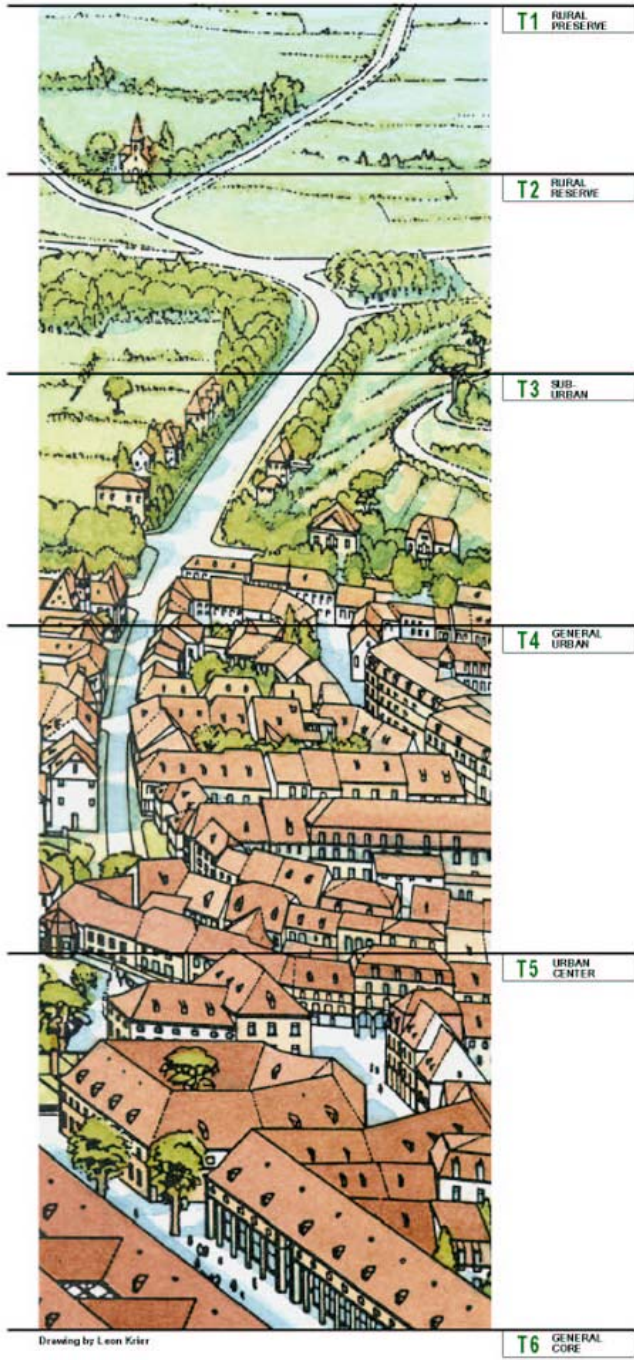 T1 RURAL
PRESERVE
T2 RURAL
RESERVE
T3 SUB-
URBAN
T4 GENERAL
URBAN
T5 URBAN
CENTER
Drawing by Leon Krier
T6 GENERAL
CORE